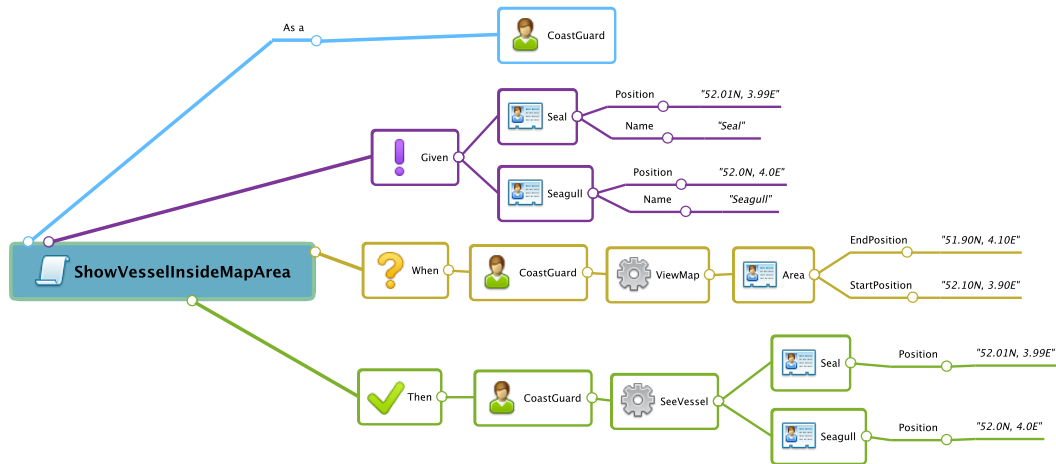 As a
CoastGuard
Position
"52.01N, 3.99E"
Seal
Name
"Seal"
Given
Position
"52.0N, 4.0E"
Seagull
Name
"Seagull"
ShowVesselInsideMapArea
When
CoastGuard
ViewMap
Area
EndPosition
"51.90N, 4.10E"
StartPosition
"52.10N, 3.90E"
Then
CoastGuard
SeeVessel
Seal
Position
"52.01N, 3.99E"
Seagull
Position
"52.0N, 4.0E"